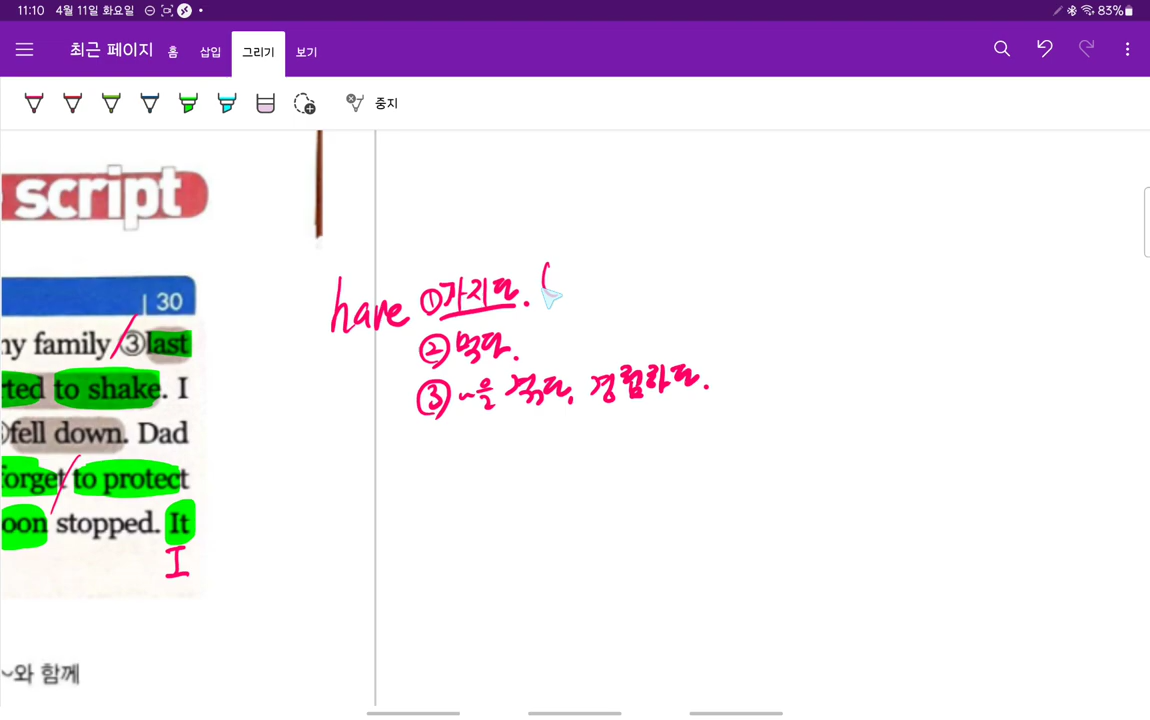 11:10 4월 11일 화요일
83%
최근 페이지 홈 삽입 그리기 보기
중지
script
30
my family ③last
rted to shake. I
fell down. Dad
forget to protect
oon stopped. It
I
~와 함께
have ①가지다. (
②먹다.
③~을 겪다, 경험하다.